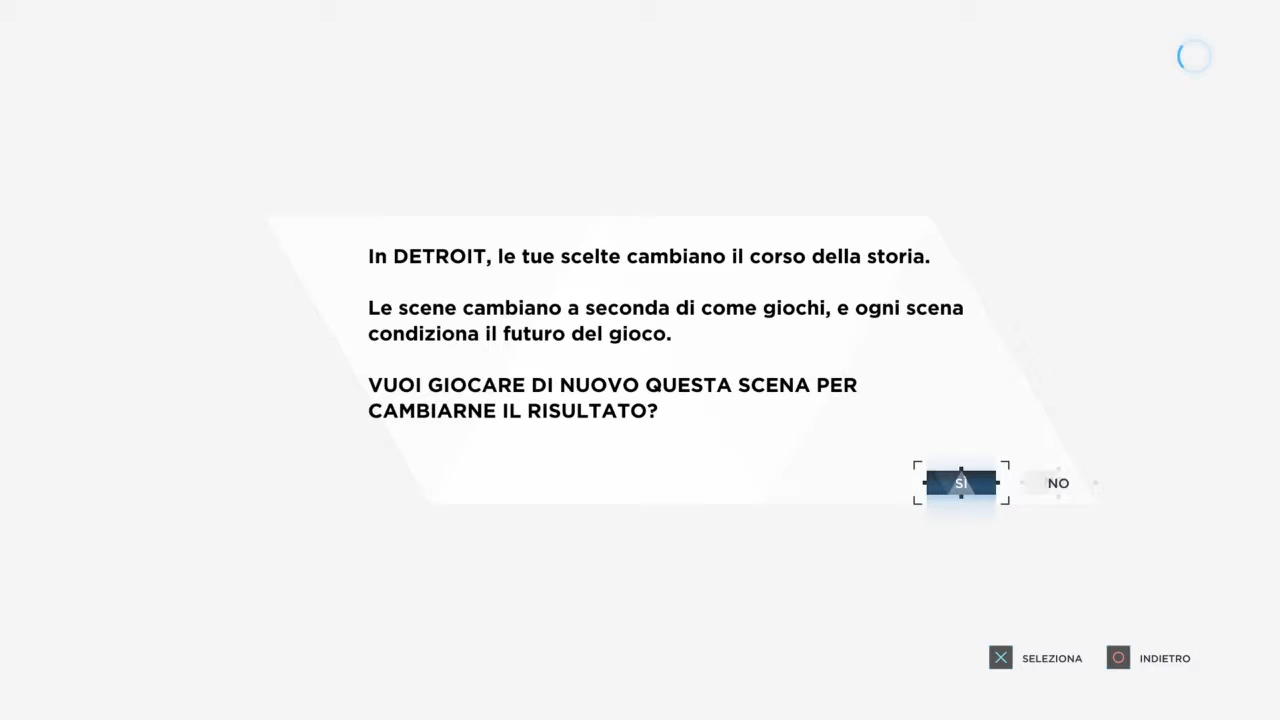 In DETROIT, le tue scelte cambiano il corso della storia.
Le scene cambiano a seconda di come giochi, e ogni scena
condiziona il futuro del gioco.
VUOI GIOCARE DI NUOVO QUESTA SCENA PER
CAMBIARNE IL RISULTATO?
SÌ NO
SELEZIONA INDIETRO